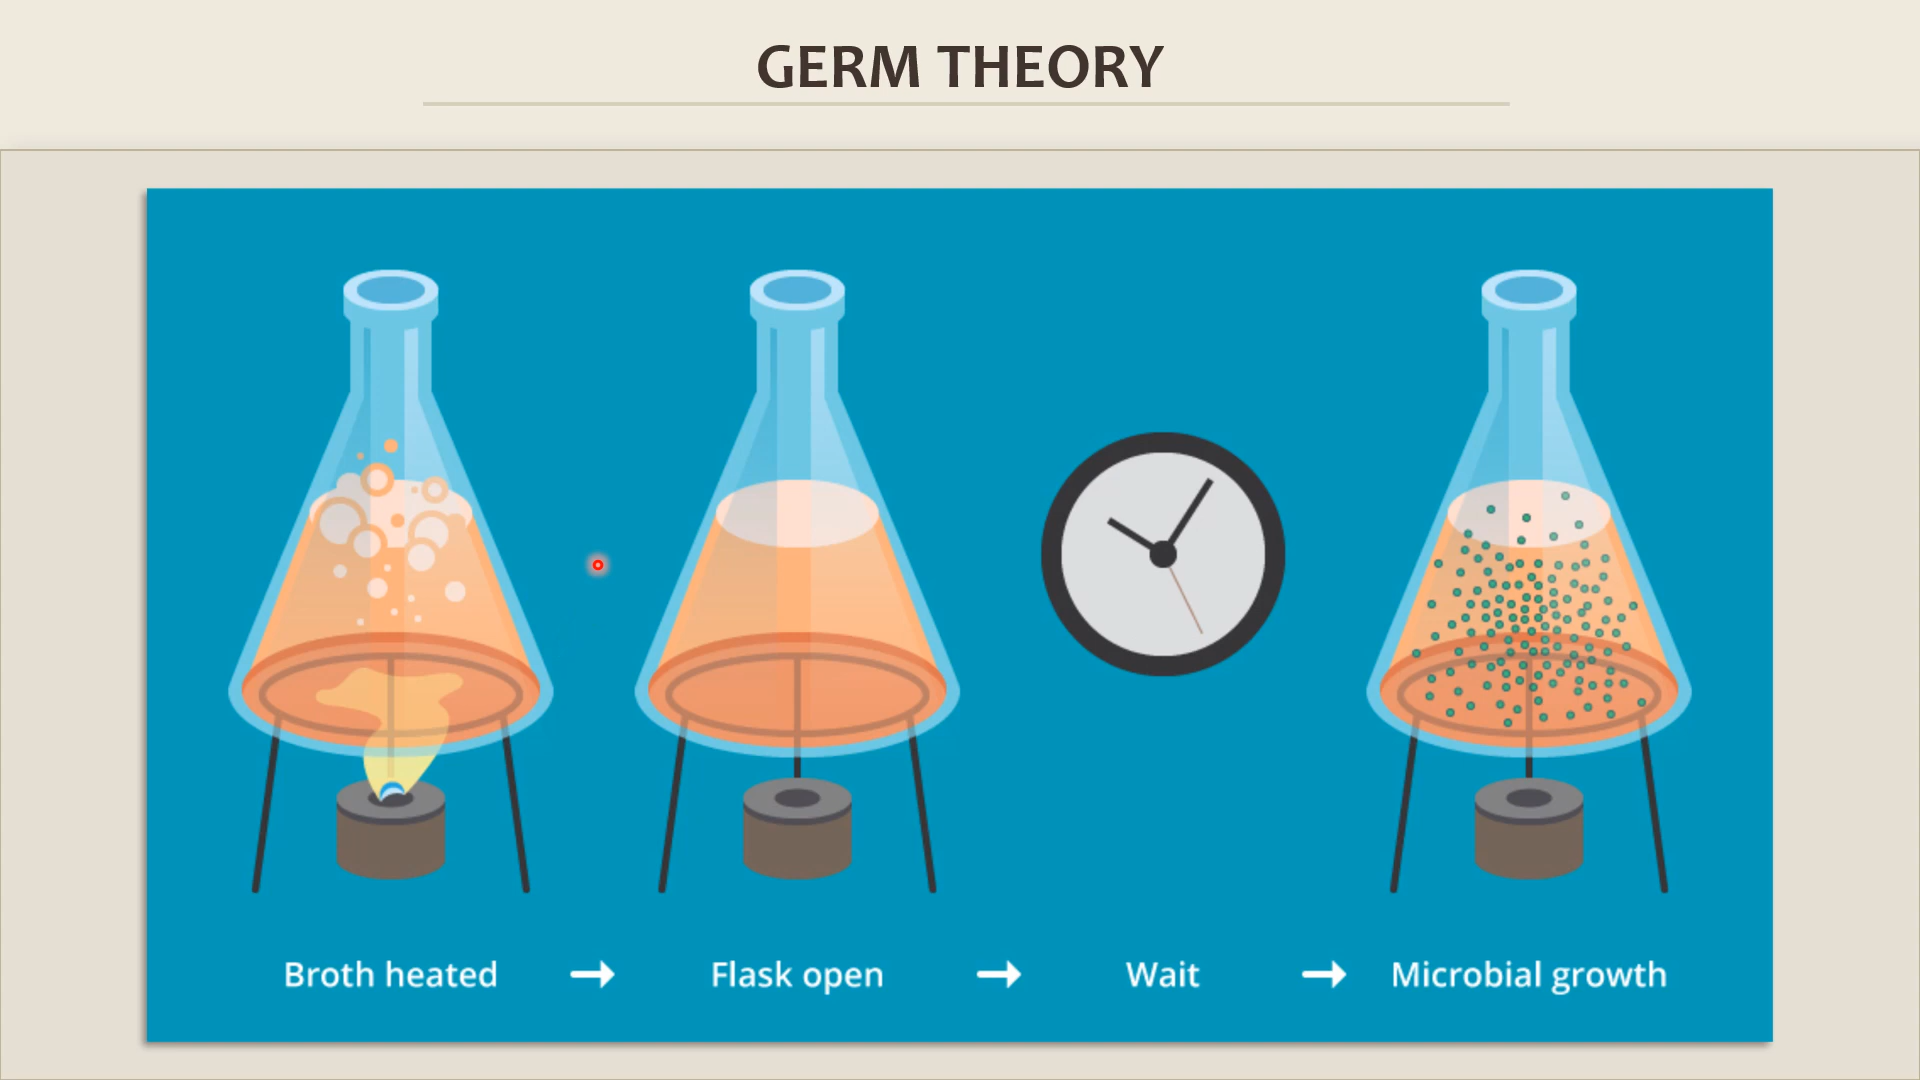 GERM THEORY
Broth heated → Flask open → Wait → Microbial growth